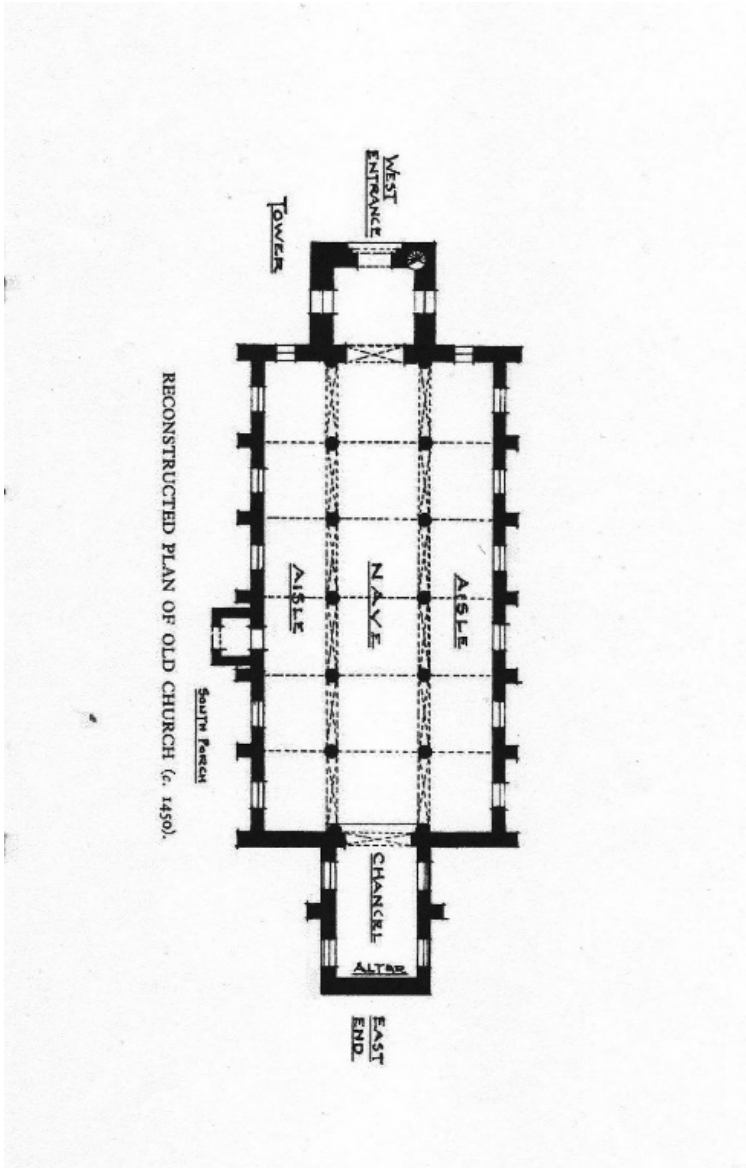 WEST
ENTRANCE
TOWER
AISLE
NAVE
AISLE
SOUTH PORCH
CHANCEL
ALTAR
EAST
END
RECONSTRUCTED PLAN OF OLD CHURCH (c. 1450).